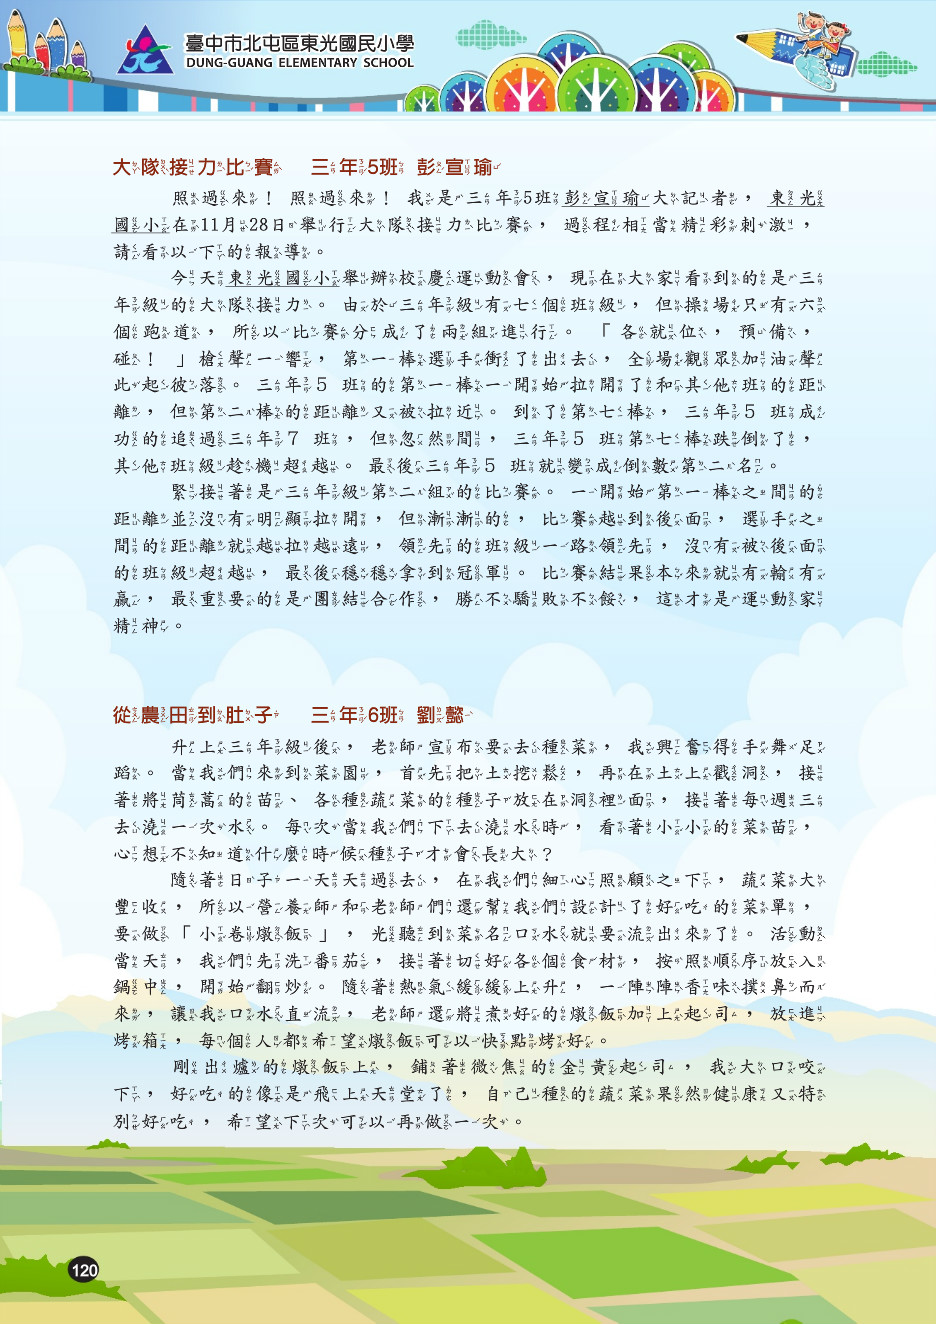 臺中市北屯區東光國民小學
DUNG-GUANG ELEMENTARY SCHOOL
大隊接力比賽 三年5班 彭宣瑜
照過來！照過來！我是三年5班彭宣瑜大記者，東光
國小在11月28日舉行大隊接力比賽，過程相當精彩刺激，
請看以下的報導。
今天東光國小舉辦校慶運動會，現在大家看到的是三
年級的大隊接力。由於三年級有七個班級，但操場只有六
個跑道，所以比賽分成了兩組進行。「各就位，預備，
碰！」槍聲一響，第一棒選手衝了出去，全場觀眾加油聲
此起彼落。三年5 班的第一棒一開始拉開了和其他班的距
離，但第二棒的距離又被拉近。到了第七棒，三年5 班成
功的追過三年7 班，但忽然間，三年5 班第七棒跌倒了，
其他班級趁機超越。最後三年5 班就變成倒數第二名。
緊接著是三年級第二組的比賽。一開始第一棒之間的
距離並沒有明顯拉開，但漸漸的，比賽越到後面，選手之
間的距離就越拉越遠，領先的班級一路領先，沒有被後面
的班級超越，最後穩穩拿到冠軍。比賽結果本來就有輸有
贏，最重要的是團結合作，勝不驕敗不餒，這才是運動家
精神。
從農田到肚子 三年6班 劉懿
升上三年級後，老師宣布要去種菜，我興奮得手舞足
蹈。當我們來到菜園，首先把土挖鬆，再在土上戳洞，接
著將茼蒿的苗、各種蔬菜的種子放在洞裡面，接著每週三
去澆一次水。每次當我們下去澆水時，看著小小的菜苗，
心想不知道什麼時候種子才會長大？
隨著日子一天天過去，在我們細心照顧之下，蔬菜大
豐收，所以營養師和老師們還幫我們設計了好吃的菜單，
要做「小卷燉飯」，光聽到菜名口水就要流出來了。活動
當天，我們先洗番茄，接著切好各個食材，按照順序放入
鍋中，開始翻炒。隨著熱氣緩緩上升，一陣陣香味撲鼻而
來，讓我口水直流，老師還將煮好的燉飯加上起司，放進
烤箱，每個人都希望燉飯可以快點烤好。
剛出爐的燉飯上，鋪著微焦的金黃起司，我大口咬
下，好吃的像是飛上天堂了，自己種的蔬菜果然健康又特
別好吃，希望下次可以再做一次。
120